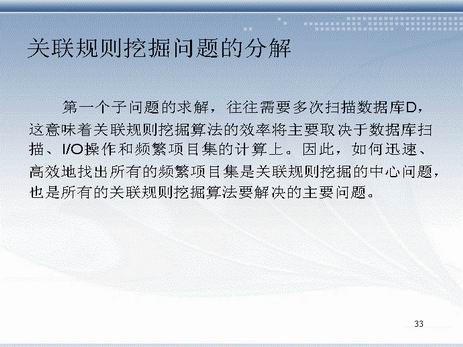 关联规则挖掘问题的分解
第一个子问题的求解，往往需要多次扫描数据库D，
这意味着关联规则挖掘算法的效率将主要取决于数据库扫
描、I/O操作和频繁项目集的计算上。因此，如何迅速、
高效地找出所有的频繁项目集是关联规则挖掘的中心问题，
也是所有的关联规则挖掘算法要解决的主要问题。
33